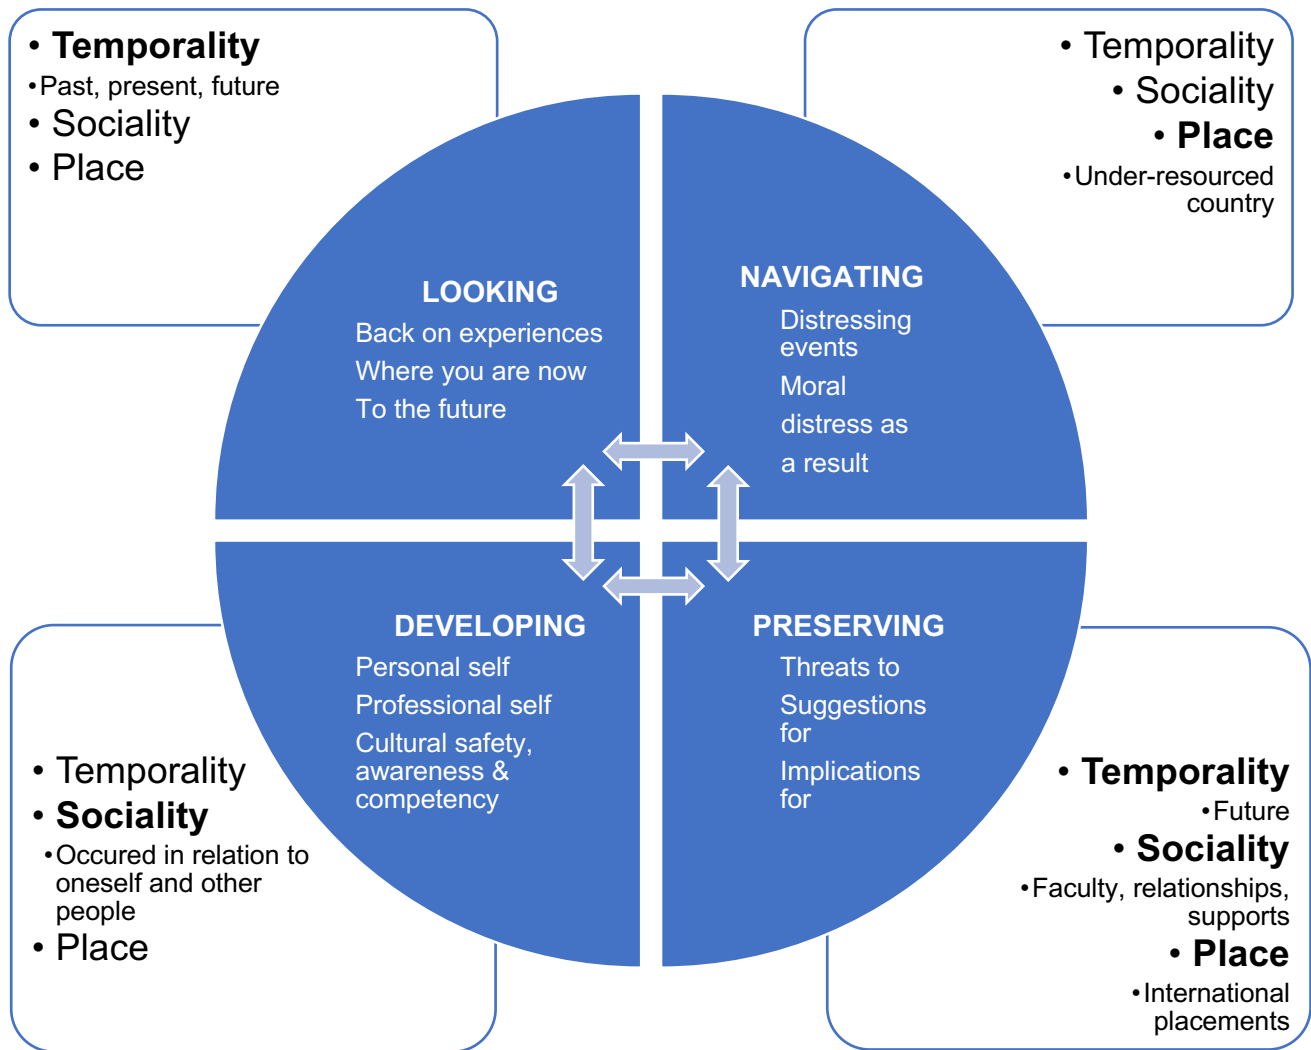 • Temporality
•Past, present, future
• Sociality
• Place
• Temporality
• Sociality
• Place
•Under-resourced
country
LOOKING
Back on experiences
Where you are now
To the future
NAVIGATING
Distressing
events
Moral
distress as
a result
DEVELOPING
Personal self
Professional self
Cultural safety,
awareness &
competency
PRESERVING
Threats to
Suggestions
for
Implications
for
• Temporality
• Sociality
•Occured in relation to
oneself and other
people
• Place
• Temporality
•Future
• Sociality
•Faculty, relationships,
supports
• Place
•International
placements